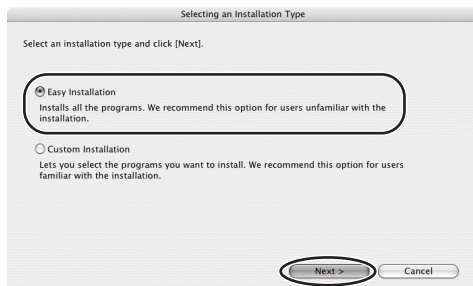 Selecting an Installation Type
Select an installation type and click [Next].
Easy Installation
Installs all the programs. We recommend this option for users unfamiliar with the
installation.
Custom Installation
Lets you select the programs you want to install. We recommend this option for users
familiar with the installation.
Next > Cancel